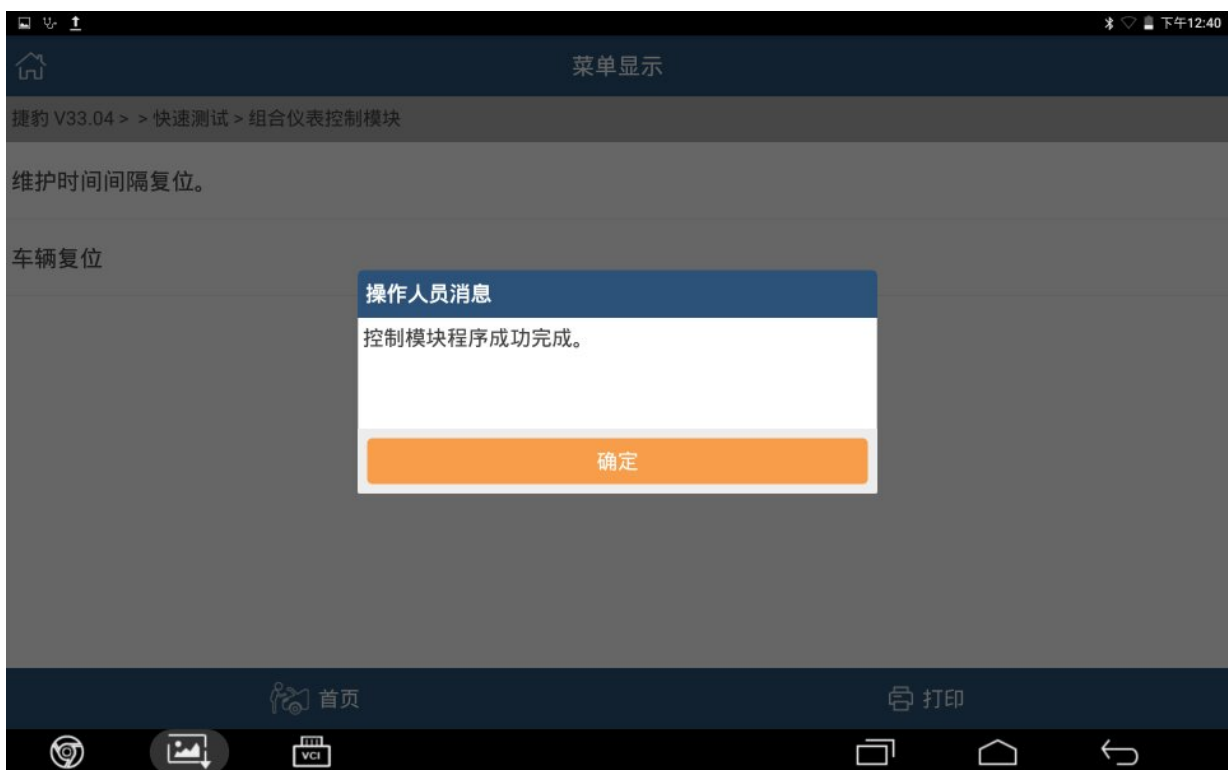 下午12:40
菜单显示
捷豹 V33.04 > > 快速测试 > 组合仪表控制模块
维护时间间隔复位。
车辆复位
操作人员消息
控制模块程序成功完成。
确定
首页
打印
VCI